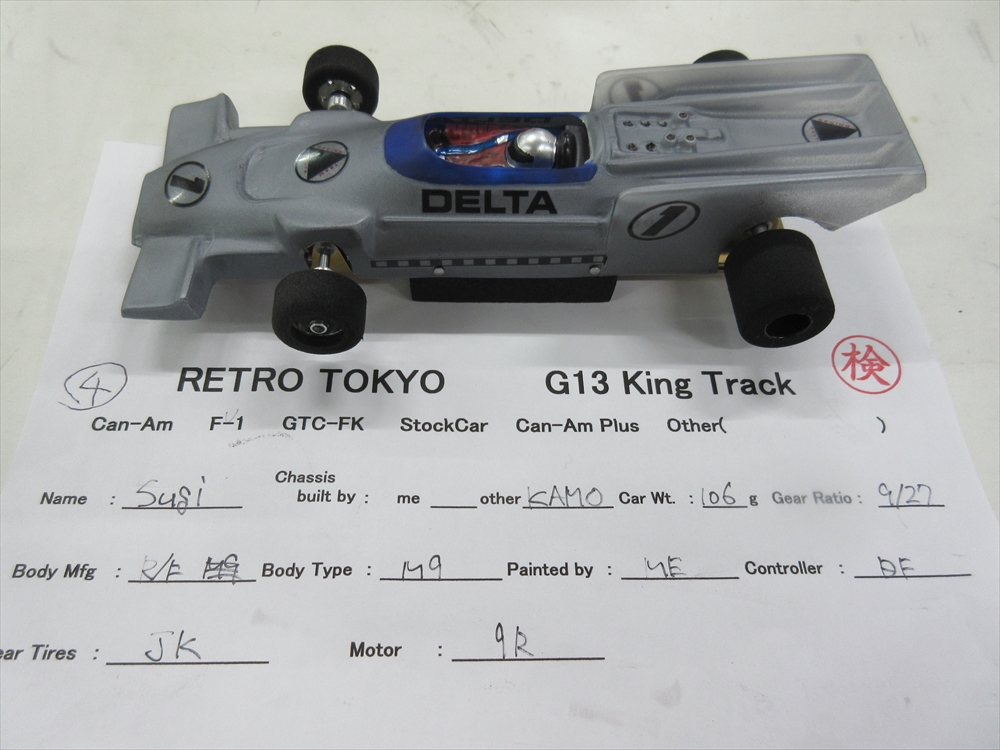 1
DELTA
1
④ RETRO TOKYO G13 King Track 検
Can-Am F-1 GTC-FK StockCar Can-Am Plus Other( )
Name : Sugi Chassis built by : me other KAMO Car Wt. : 106 g Gear Ratio : 9/27
Body Mfg : R/E Body Type : M9 Painted by : ME Controller : DF
ear Tires : JK Motor : 9R